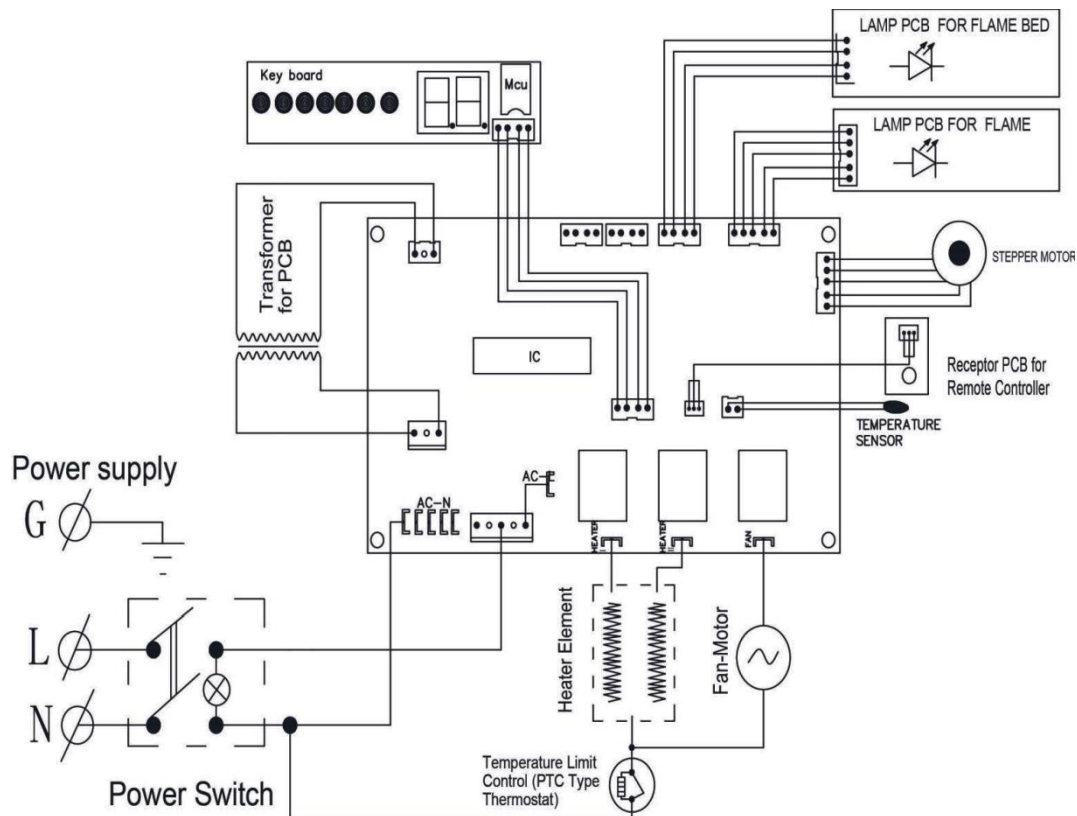 LAMP PCB FOR FLAME BED
Key board
Mcu
LAMP PCB FOR FLAME
Transformer
for PCB
STEPPER MOTOR
IC
Receptor PCB for
Remote Controller
TEMPERATURE
SENSOR
Power supply
G
AC-N
AC-
HEATER
HEATER
FAN
L
N
Heater Element
Fan-Motor
Power Switch
Temperature Limit
Control (PTC Type
Thermostat)